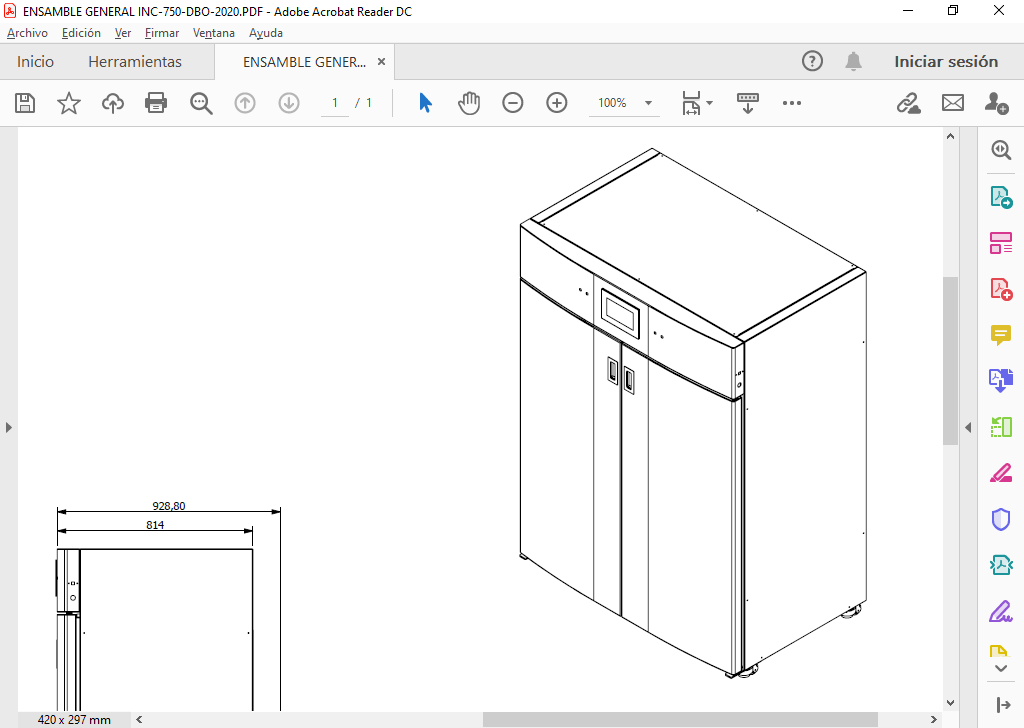 ENSAMBLE GENERAL INC-750-DBO-2020.PDF - Adobe Acrobat Reader DC
Archivo Edición Ver Firmar Ventana Ayuda
Inicio Herramientas ENSAMBLE GENER... Iniciar sesión
1 / 1 100%
928,80
814
420 x 297 mm